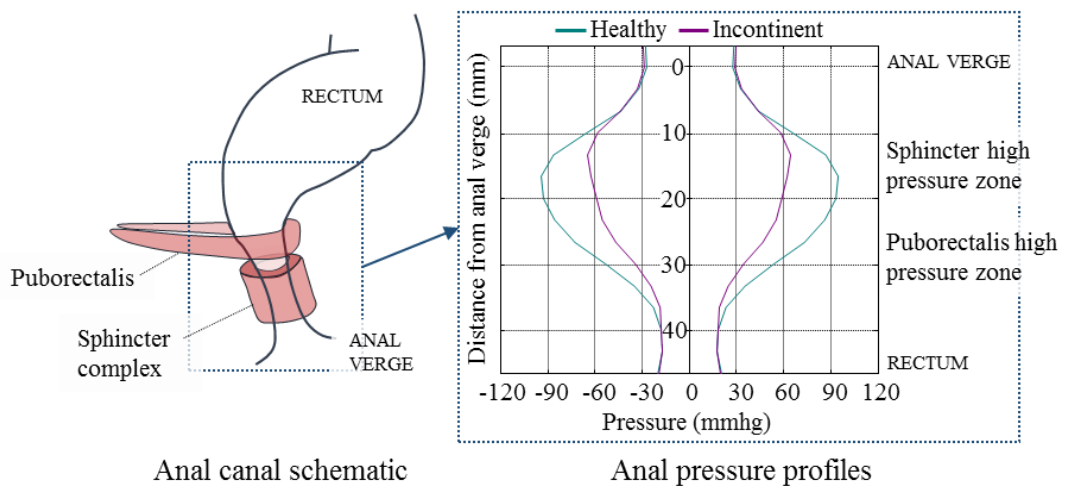 RECTUM
Puborectalis
Sphincter
complex
ANAL
VERGE
Healthy
Incontinent
Distance from anal verge (mm)
0
10
20
30
40
-120 -90 -60 -30 0 30 60 90 120
Pressure (mmhg)
ANAL VERGE
Sphincter high
pressure zone
Puborectalis high
pressure zone
RECTUM
Anal canal schematic
Anal pressure profiles